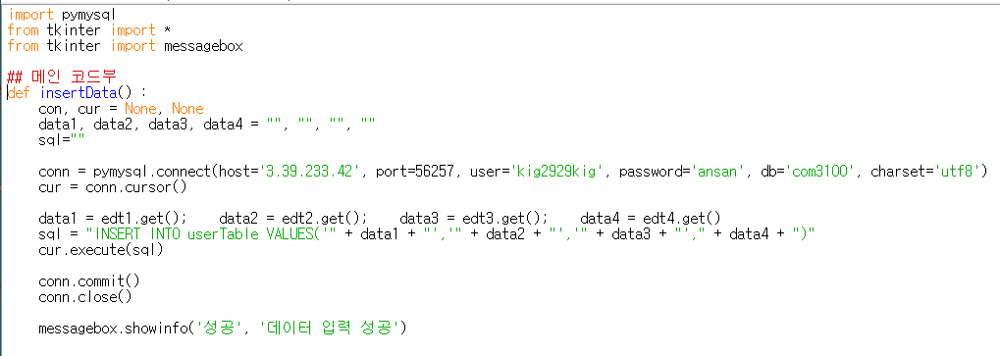 import pymysql
from tkinter import *
from tkinter import messagebox
## 메인 코드부
def insertData() :
    con, cur = None, None
    data1, data2, data3, data4 = "", "", "", ""
    sql=""
    conn = pymysql.connect(host='3.39.233.42', port=56257, user='kig2929kig', password='ansan', db='com3100', charset='utf8')
    cur = conn.cursor()
    data1 = edt1.get();    data2 = edt2.get();    data3 = edt3.get();    data4 = edt4.get()
    sql = "INSERT INTO userTable VALUES('" + data1 + "','" + data2 + "','" + data3 + "'," + data4 + ")"
    cur.execute(sql)
    conn.commit()
    conn.close()
    messagebox.showinfo('성공', '데이터 입력 성공')